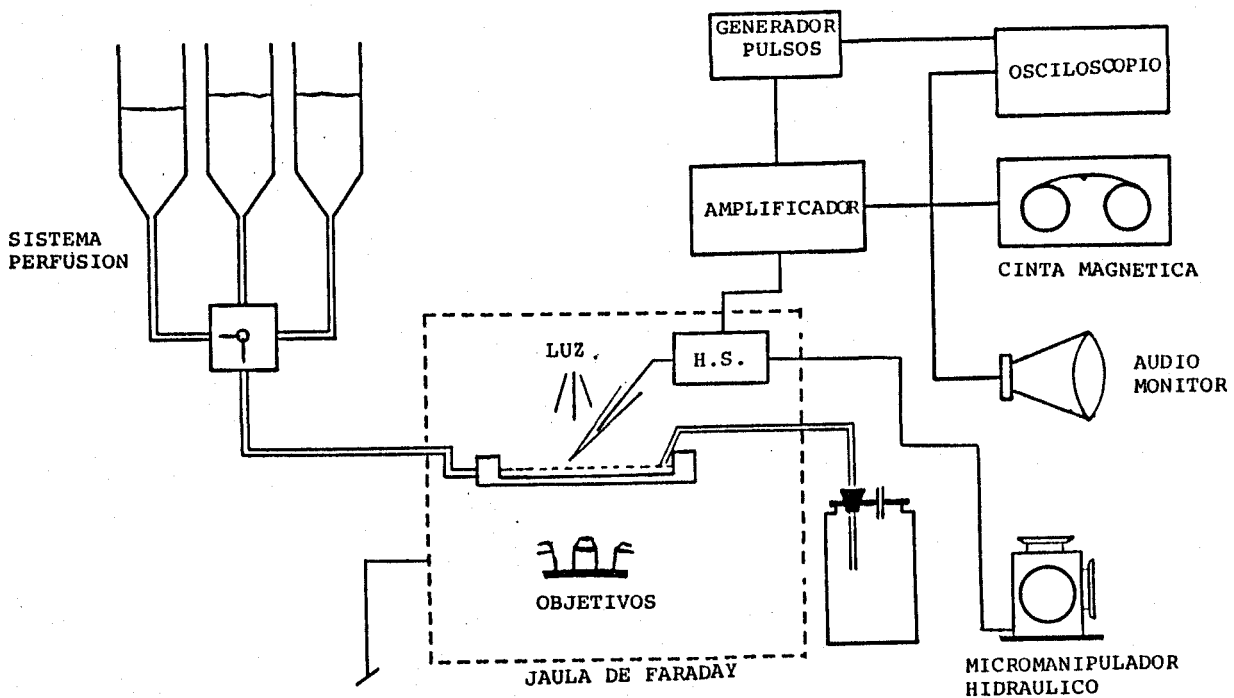 GENERADOR
PULSOS
OSCILOSCOPIO
AMPLIFICADOR
CINTA MAGNETICA
SISTEMA
PERFUSION
LUZ
H.S.
AUDIO
MONITOR
OBJETIVOS
JAULA DE FARADAY
MICROMANIPULADOR
HIDRAULICO